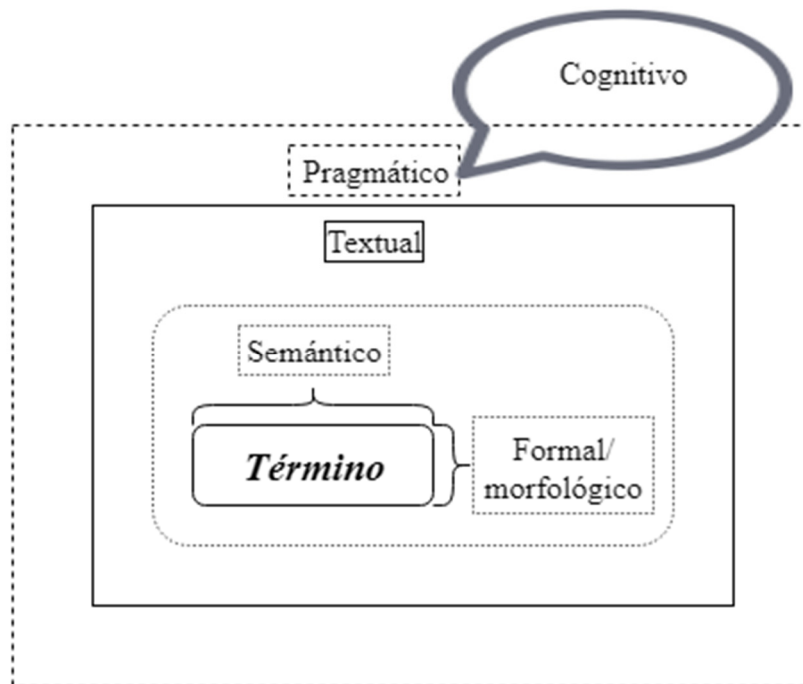 Cognitivo
Pragmático
Textual
Semántico
Término
Formal/
morfológico